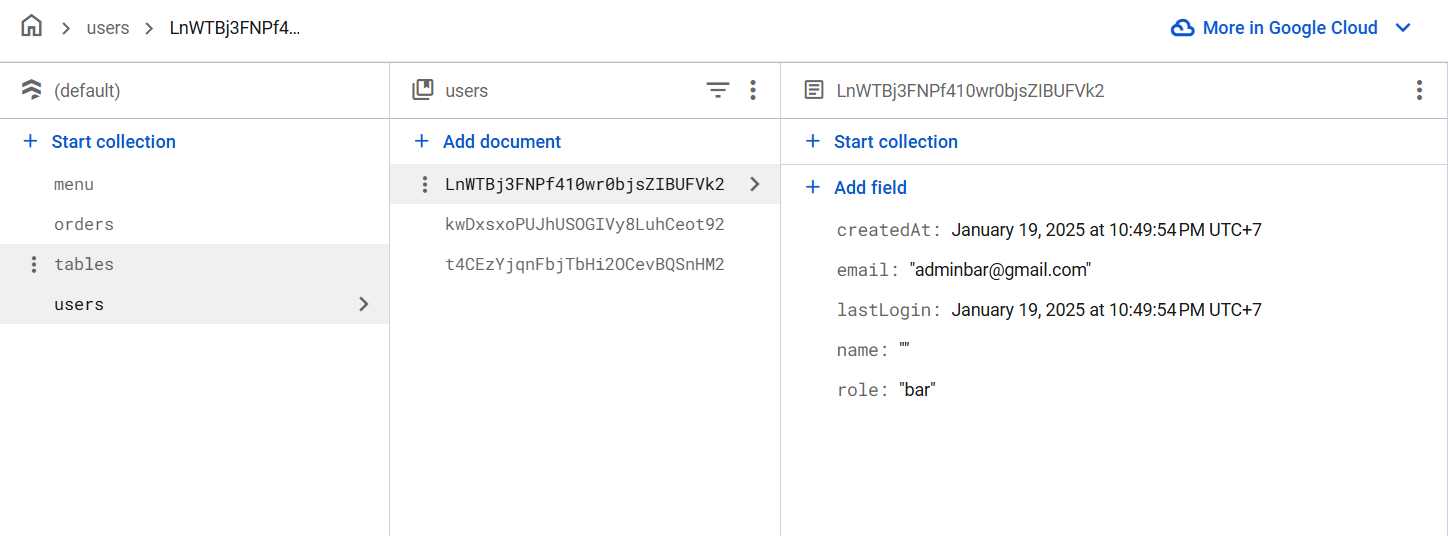 users
LnWTBj3FNPf4...
More in Google Cloud
(default)
Start collection
menu
orders
tables
users
users
Add document
LnWTBj3FNPf410wr0bjsZIBUFVk2
kwDxsxoPUJhUSOGIVy8LuhCeot92
t4CEzYjqnFbjTbHi2OCevBQSnHM2
LnWTBj3FNPf410wr0bjsZIBUFVk2
Start collection
Add field
createdAt: January 19, 2025 at 10:49:54 PM UTC+7
email: "adminbar@gmail.com"
lastLogin: January 19, 2025 at 10:49:54 PM UTC+7
name: ""
role: "bar"